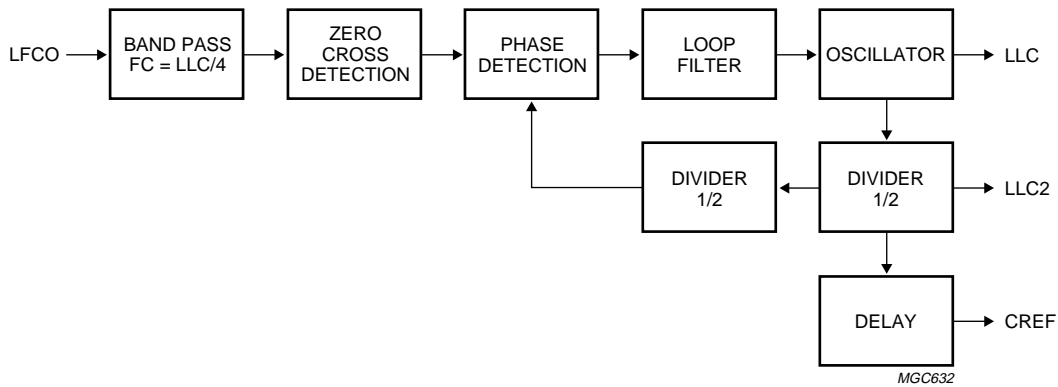 LFCO
BAND PASS
FC = LLC/4
ZERO
CROSS
DETECTION
PHASE
DETECTION
LOOP
FILTER
OSCILLATOR
LLC
DIVIDER
1/2
DIVIDER
1/2
LLC2
DELAY
CREF
MGC632